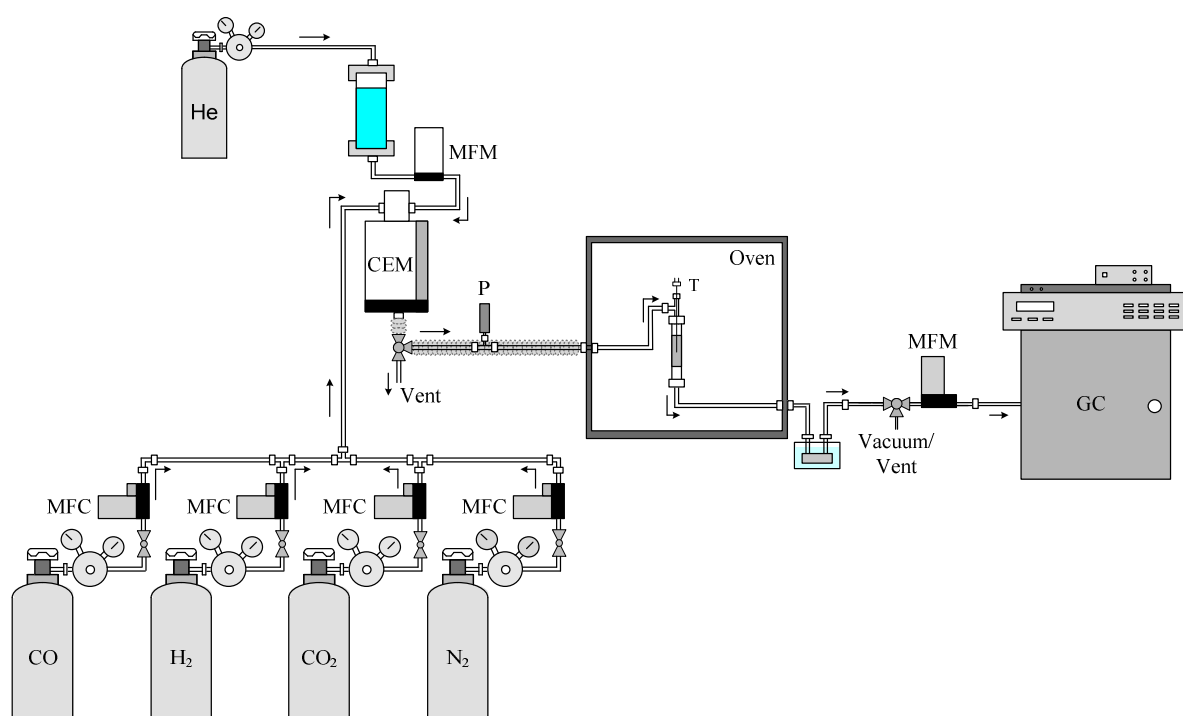 He
MFM
CEM
P
Oven
T
Vent
MFM
GC
Vacuum/
Vent
MFC
MFC
MFC
MFC
CO
H₂
CO₂
N₂